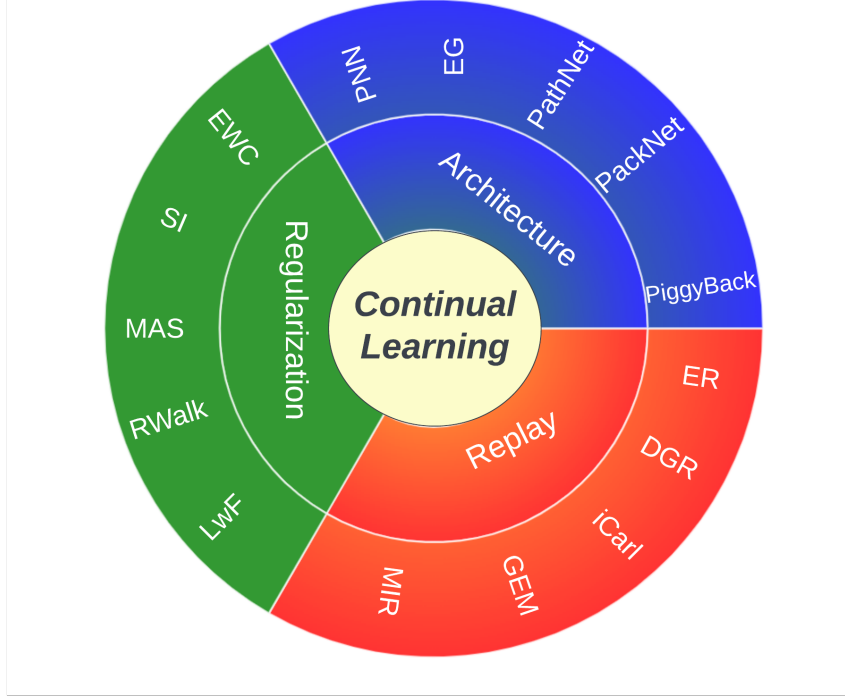 Continual
Learning
Architecture
PNN
EG
PathNet
PackNet
PiggyBack
Replay
ER
DGR
iCarl
GEM
MIR
Regularization
LwF
RWalk
MAS
SI
EWC